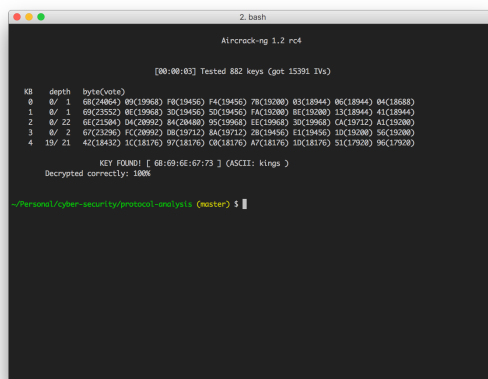 2. bash
Aircrack-ng 1.2 rc4
[00:00:03] Tested 882 keys (got 15391 IVs)
KB depth byte(vote)
0 0/ 1 6B(24064) 09(19968) F0(19456) F4(19456) 7B(19200) 03(18944) 06(18944) 04(18688)
1 0/ 1 69(23552) 0E(19968) 3D(19456) 5D(19456) FA(19200) BE(19200) 13(18944) 41(18944)
2 0/ 22 6E(21504) D4(20992) 84(20480) 95(19968) EE(19968) 3D(19968) CA(19712) A1(19200)
3 0/ 2 67(23296) FC(20992) DB(19712) 8A(19712) 2B(19456) E1(19456) 1D(19200) 56(19200)
4 19/ 21 42(18432) 1C(18176) 97(18176) C0(18176) A7(18176) 1D(18176) 51(17920) 96(17920)
KEY FOUND! [ 6B:69:6E:67:73 ] (ASCII: kings )
Decrypted correctly: 100%
~/Personal/cyber-security/protocol-analysis (master) $